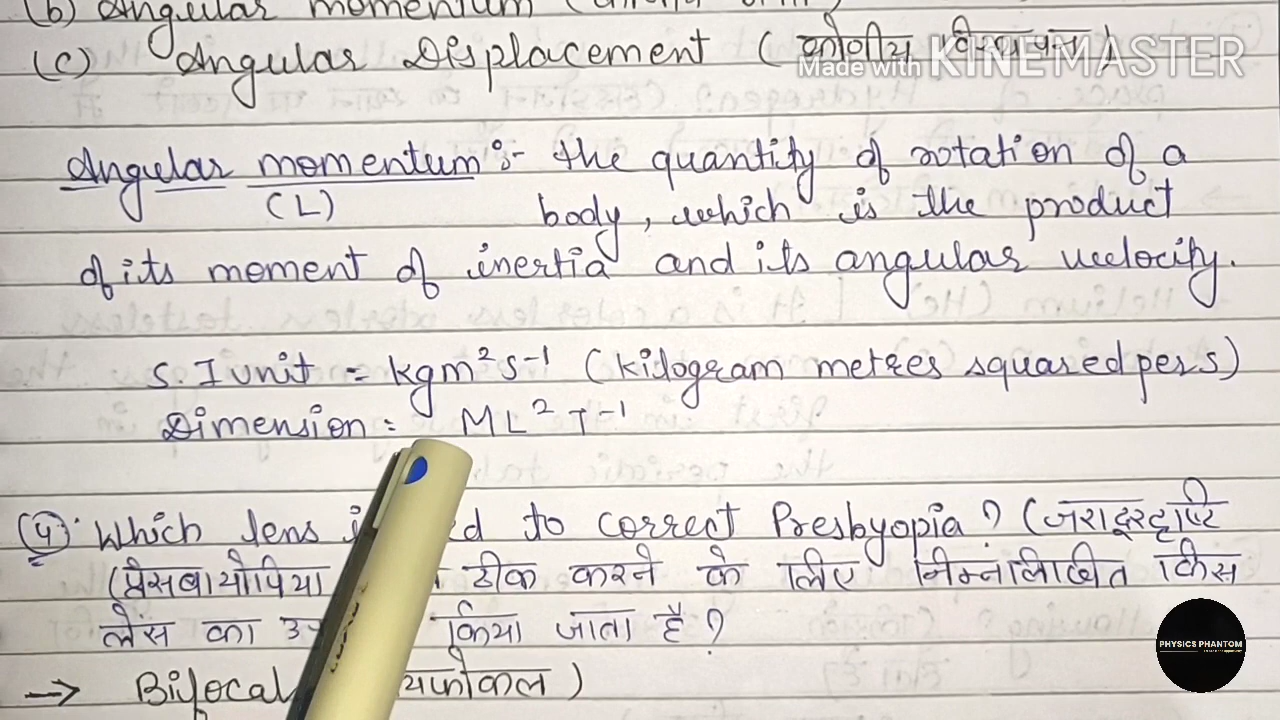 (b) Angular momentum (
(c) Angular Displacement (कोणीय विस्थापन)
Made with KINEMASTER
Angular momentum :- the quantity of rotation of a
(L) body, which is the product
of its moment of inertia and its angular velocity.
S.I unit = kgm²s⁻¹ (kilogram metres squared per s)
Dimension = ML²T⁻¹
(4) Which lens to correct Presbyopia? (जरादूरदृष्टि
(प्रेसबायोपिया ठीक करने के लिए निम्नलिखित किस
लेंस का किया जाता है?
→ Bifocal
PHYSICS PHANTOM